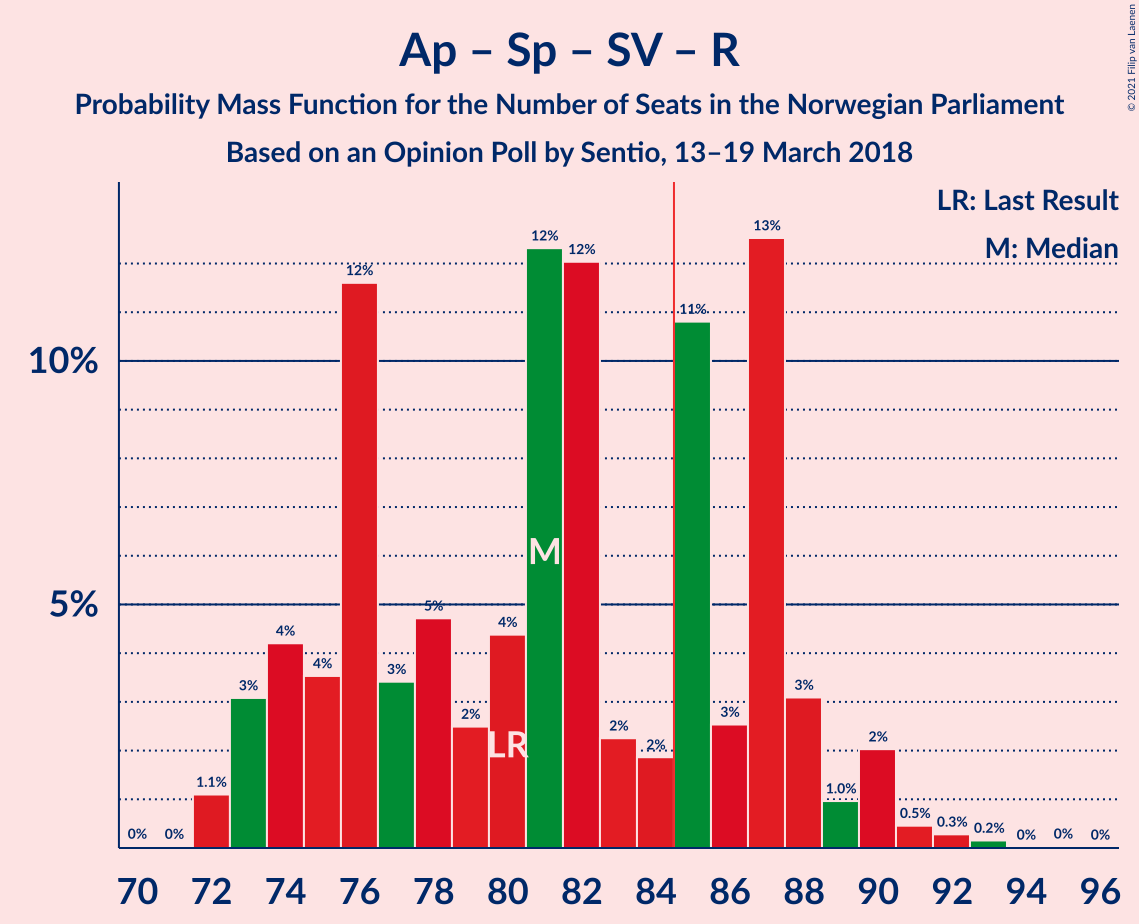 Ap – Sp – SV – R
Probability Mass Function for the Number of Seats in the Norwegian Parliament
Based on an Opinion Poll by Sentio, 13–19 March 2018
© 2021 Filip van Laenen
LR: Last Result
M: Median
10%
5%
0% 0% 1.1% 3% 4% 4% 12% 3% 5% 2% 4% 12% 12% 2% 2% 11% 3% 13% 3% 1.0% 2% 0.5% 0.3% 0.2% 0% 0% 0%
M
LR
70 72 74 76 78 80 82 84 86 88 90 92 94 96